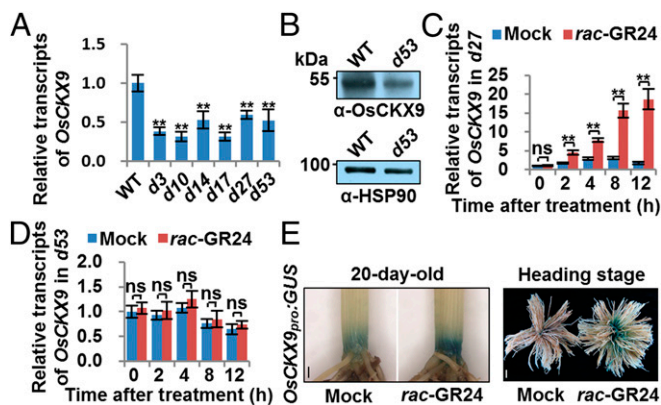 A
Relative transcripts
of OsCKX9
1.5
1.0
0.5
0.0
** ** ** ** ** **
WT d3 d10 d14 d17 d27 d53
B
kDa WT d53
55
α-OsCKX9
WT d53
100
α-HSP90
C
Mock rac-GR24
Relative transcripts
of OsCKX9 in d27
25
20
15
10
5
0
ns ** ** ** **
0 2 4 8 12
Time after treatment (h)
D
Mock rac-GR24
Relative transcripts
of OsCKX9 in d53
2.0
1.5
1.0
0.5
0.0
ns ns ns ns ns
0 2 4 8 12
Time after treatment (h)
E
OsCKX9pro:GUS
20-day-old
Mock rac-GR24
Heading stage
Mock rac-GR24